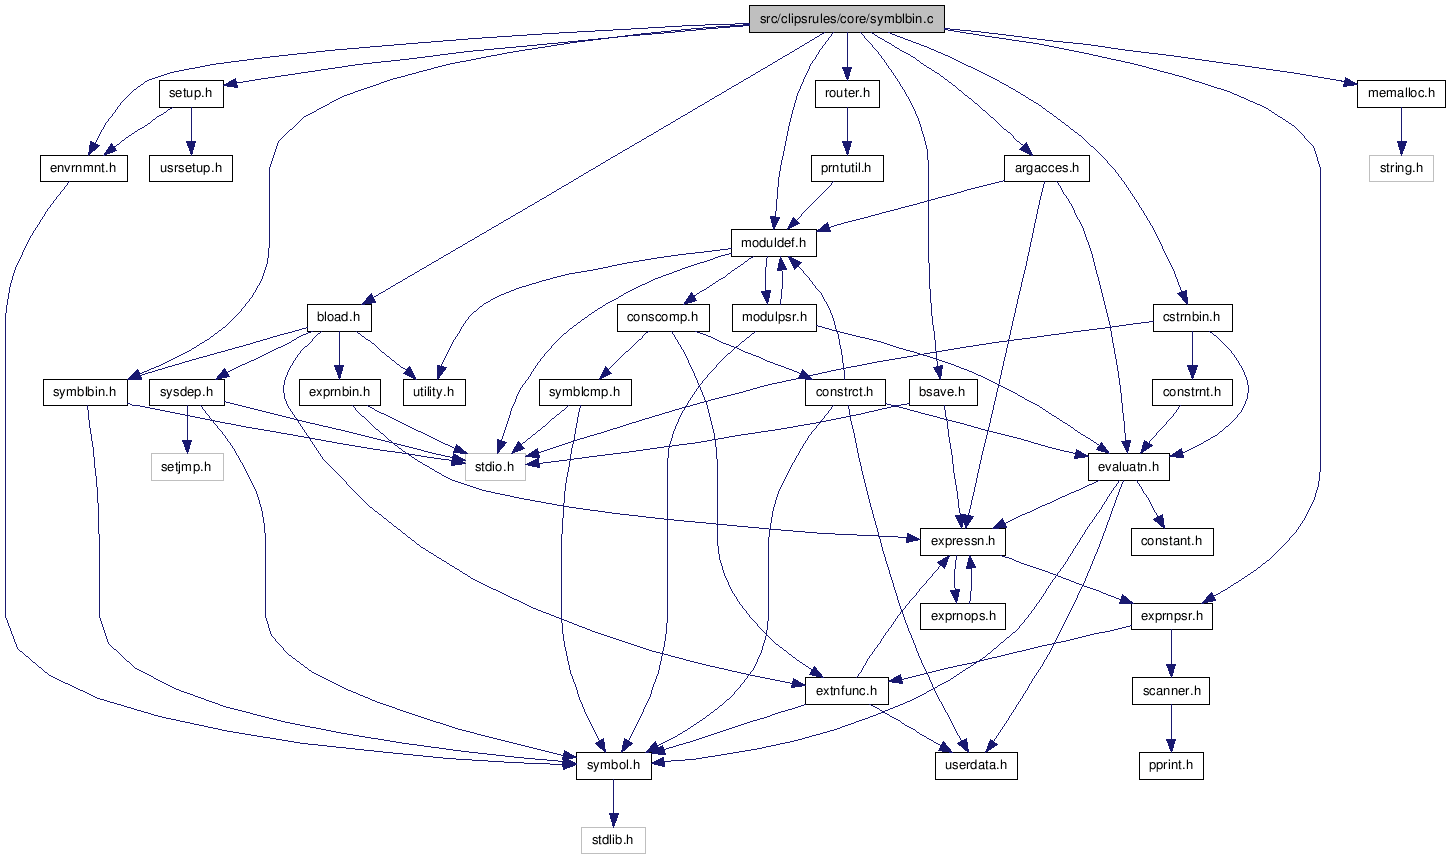 src/clipsrules/core/symblbin.c
setup.h
router.h
memalloc.h
envrnmnt.h
usrsetup.h
prntutil.h
argacces.h
string.h
moduldef.h
bload.h
conscomp.h
modulpsr.h
cstrnbin.h
symblbin.h
sysdep.h
exprnbin.h
utility.h
symblcmp.h
constrct.h
bsave.h
constrnt.h
setjmp.h
stdio.h
evaluatn.h
expressn.h
constant.h
exprnops.h
exprnpsr.h
extnfunc.h
scanner.h
symbol.h
userdata.h
pprint.h
stdlib.h